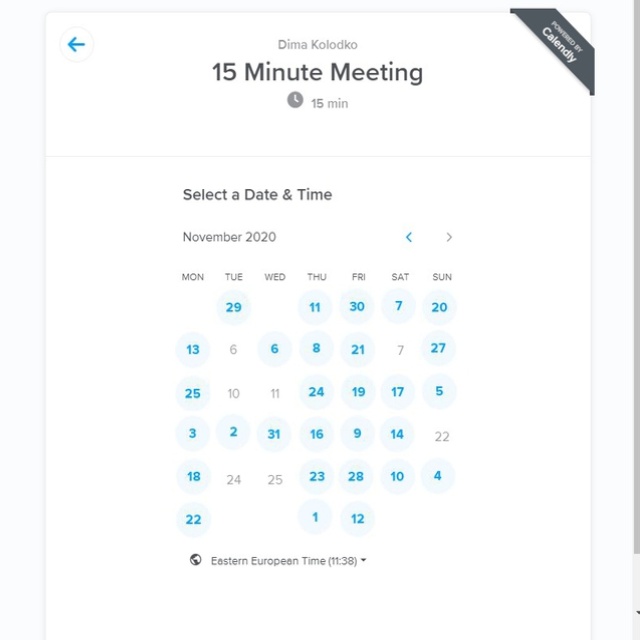 POWERED BY
Calendly
Dima Kolodko
15 Minute Meeting
15 min
Select a Date & Time
November 2020
MON TUE WED THU FRI SAT SUN
29 11 30 7 20
13 6 6 8 21 7 27
25 10 11 24 19 17 5
3 2 31 16 9 14 22
18 24 25 23 28 10 4
22 1 12
Eastern European Time (11:38)